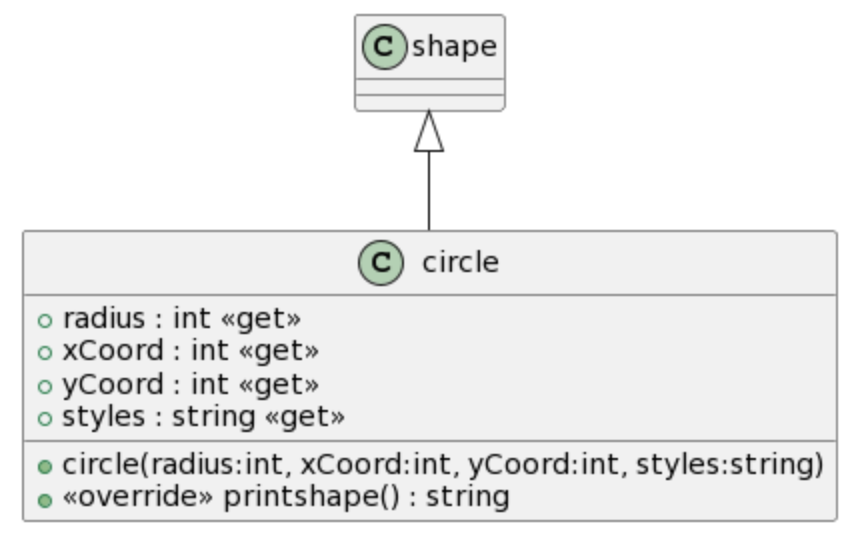 C shape
C circle
radius : int «get»
xCoord : int «get»
yCoord : int «get»
styles : string «get»
circle(radius:int, xCoord:int, yCoord:int, styles:string)
«override» printshape() : string